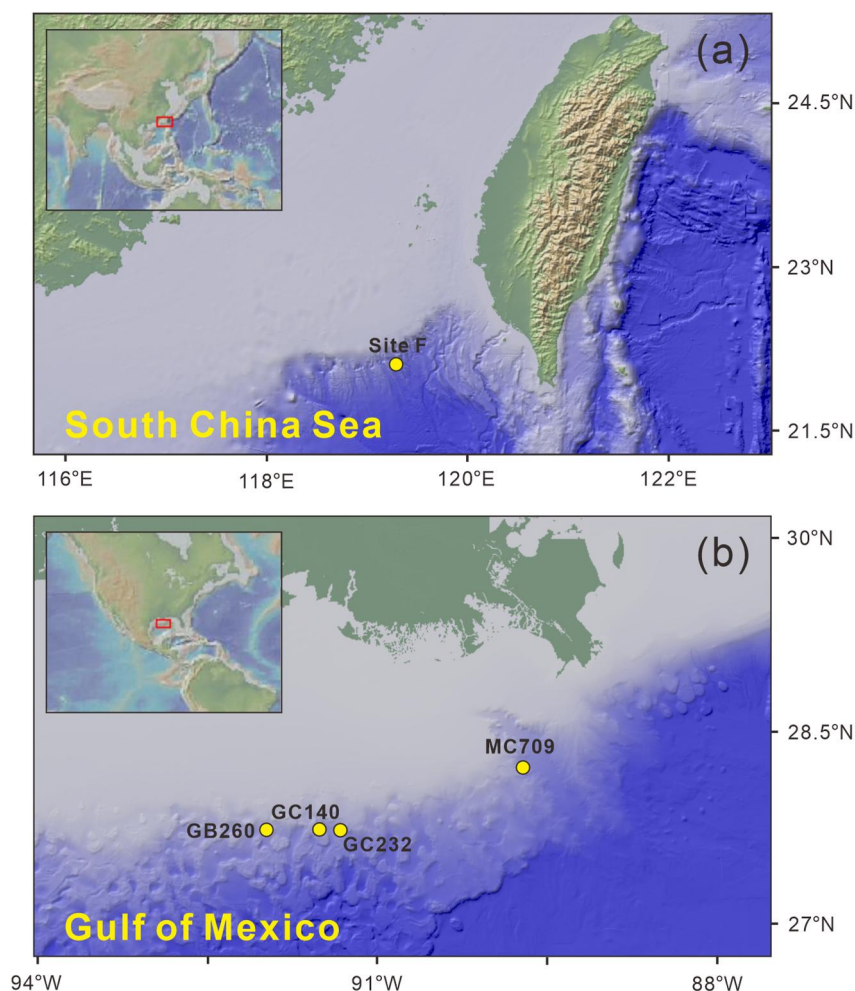 (a)
24.5°N
23°N
Site F
South China Sea
21.5°N
116°E 118°E 120°E 122°E
(b)
30°N
28.5°N
MC709
GC140
GB260
GC232
Gulf of Mexico
27°N
94°W 91°W 88°W